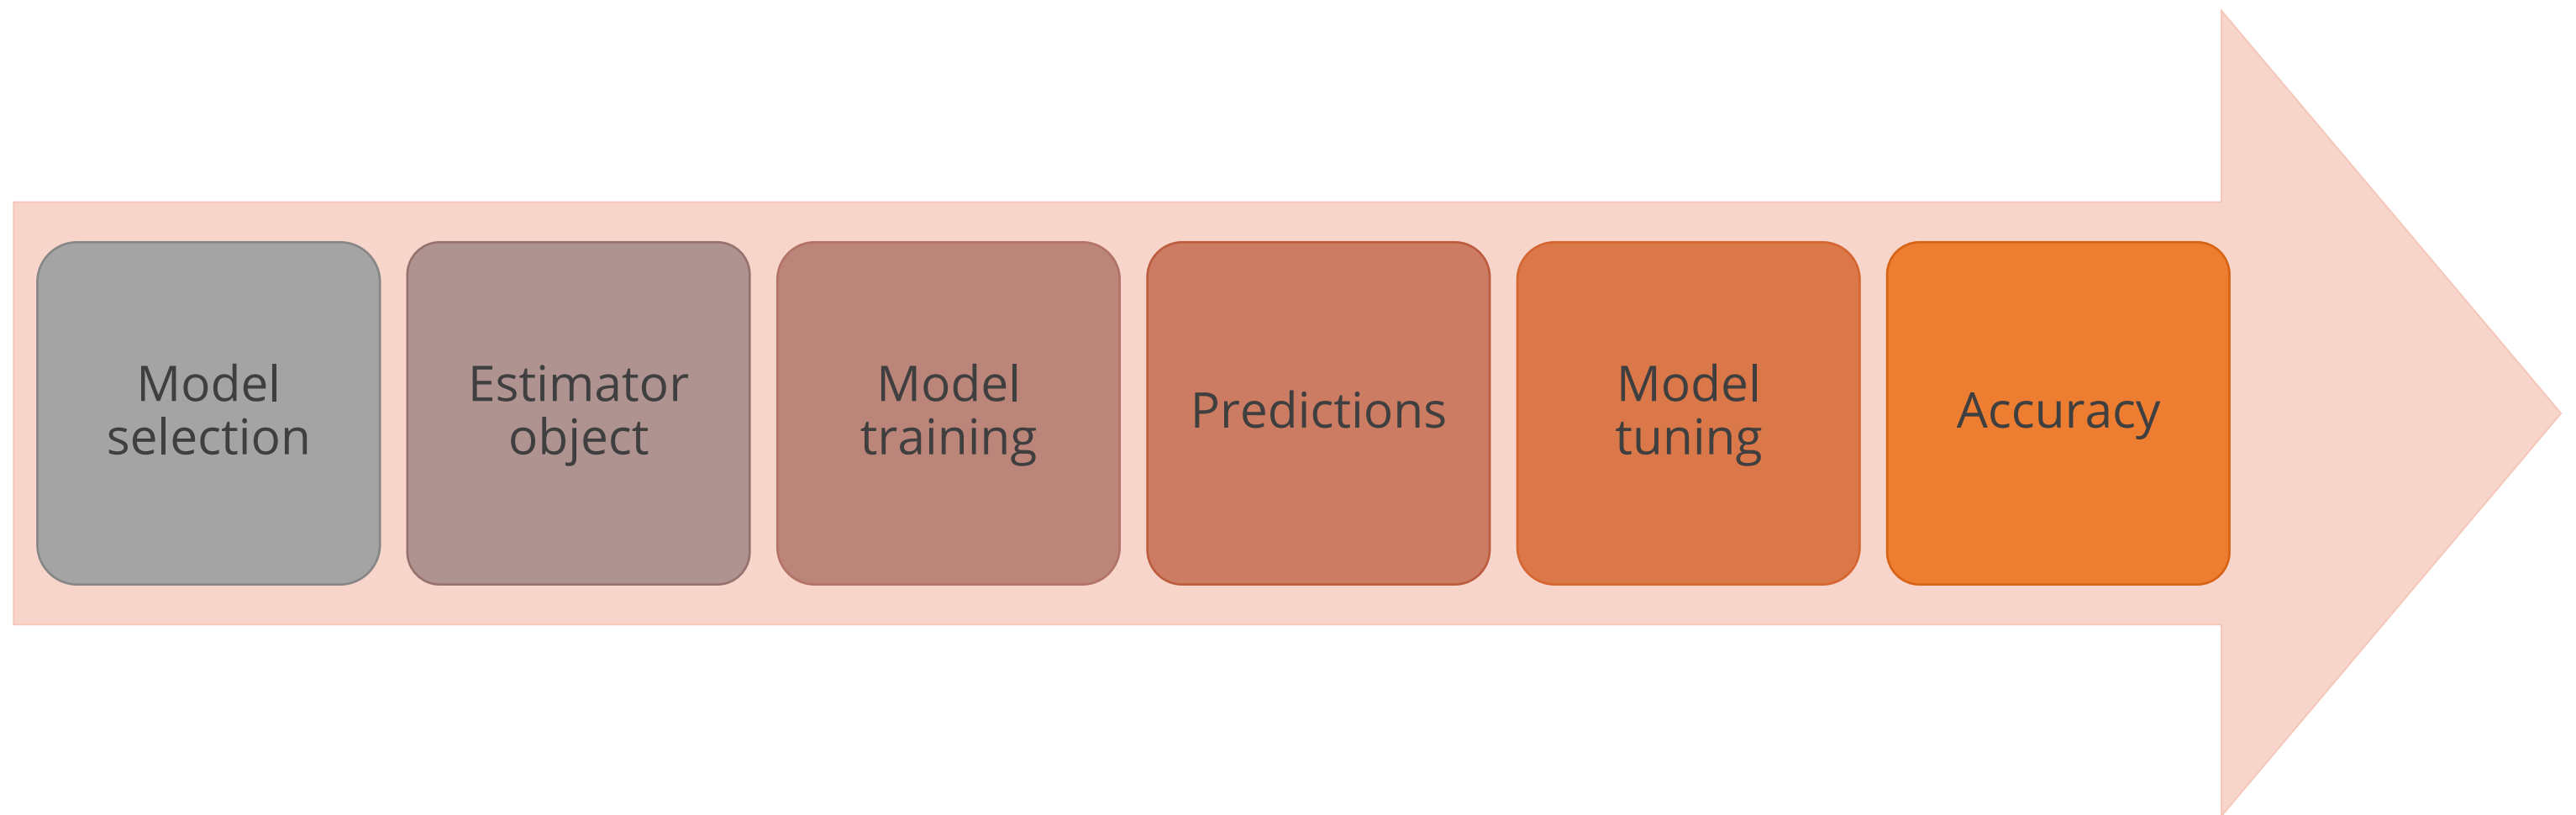 Model
selection
Estimator
object
Model
training
Predictions
Model
tuning
Accuracy